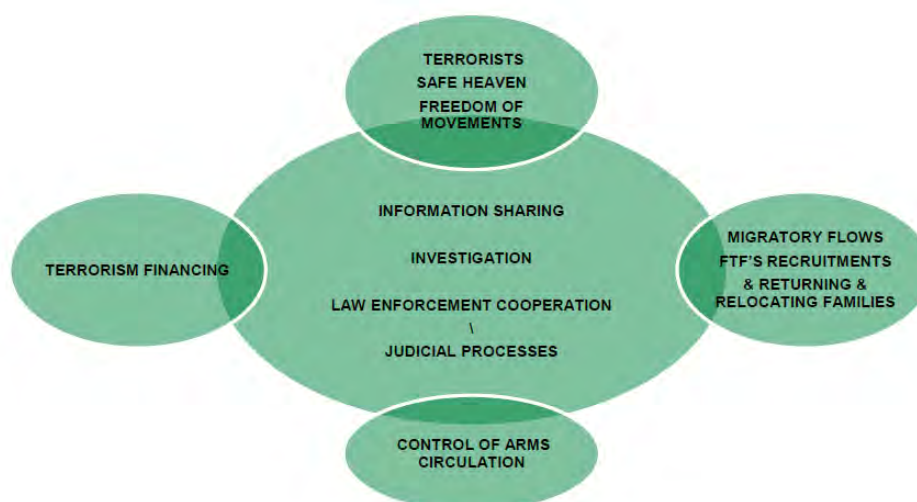 TERRORISTS
SAFE HEAVEN
FREEDOM OF
MOVEMENTS
INFORMATION SHARING
INVESTIGATION
LAW ENFORCEMENT COOPERATION
\
JUDICIAL PROCESSES
TERRORISM FINANCING
MIGRATORY FLOWS
FTF'S RECRUITMENTS
& RETURNING &
RELOCATING FAMILIES
CONTROL OF ARMS
CIRCULATION